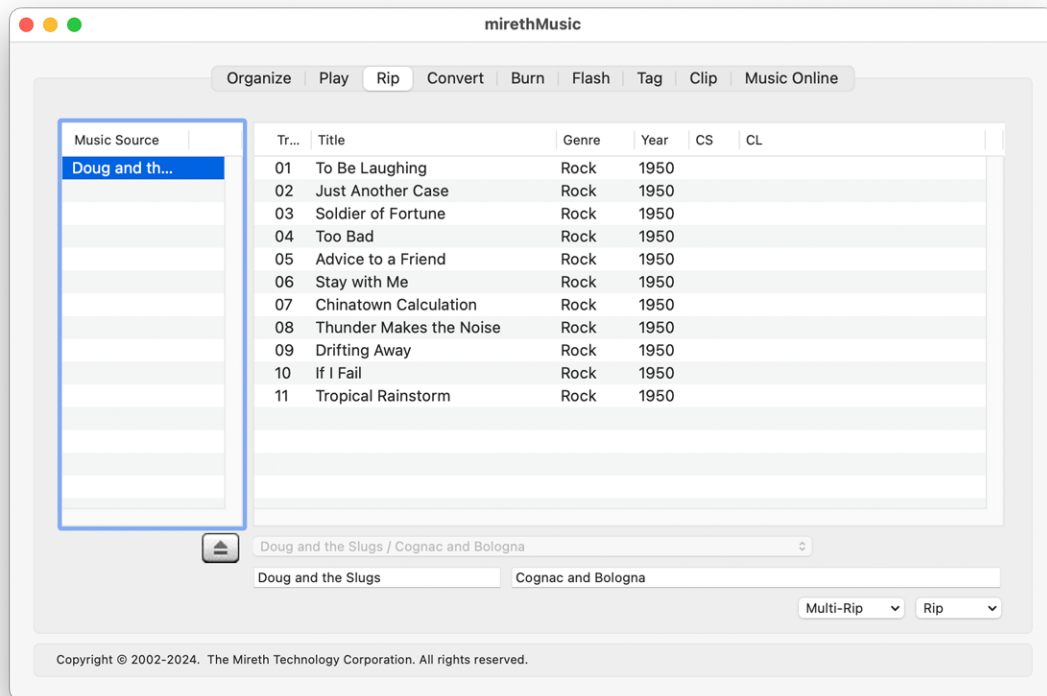 mirethMusic
Organize Play Rip Convert Burn Flash Tag Clip Music Online
Music Source
Doug and th...
Tr... Title Genre Year CS CL
01 To Be Laughing Rock 1950
02 Just Another Case Rock 1950
03 Soldier of Fortune Rock 1950
04 Too Bad Rock 1950
05 Advice to a Friend Rock 1950
06 Stay with Me Rock 1950
07 Chinatown Calculation Rock 1950
08 Thunder Makes the Noise Rock 1950
09 Drifting Away Rock 1950
10 If I Fail Rock 1950
11 Tropical Rainstorm Rock 1950
Doug and the Slugs / Cognac and Bologna
Doug and the Slugs Cognac and Bologna
Multi-Rip Rip
Copyright © 2002-2024. The Mireth Technology Corporation. All rights reserved.